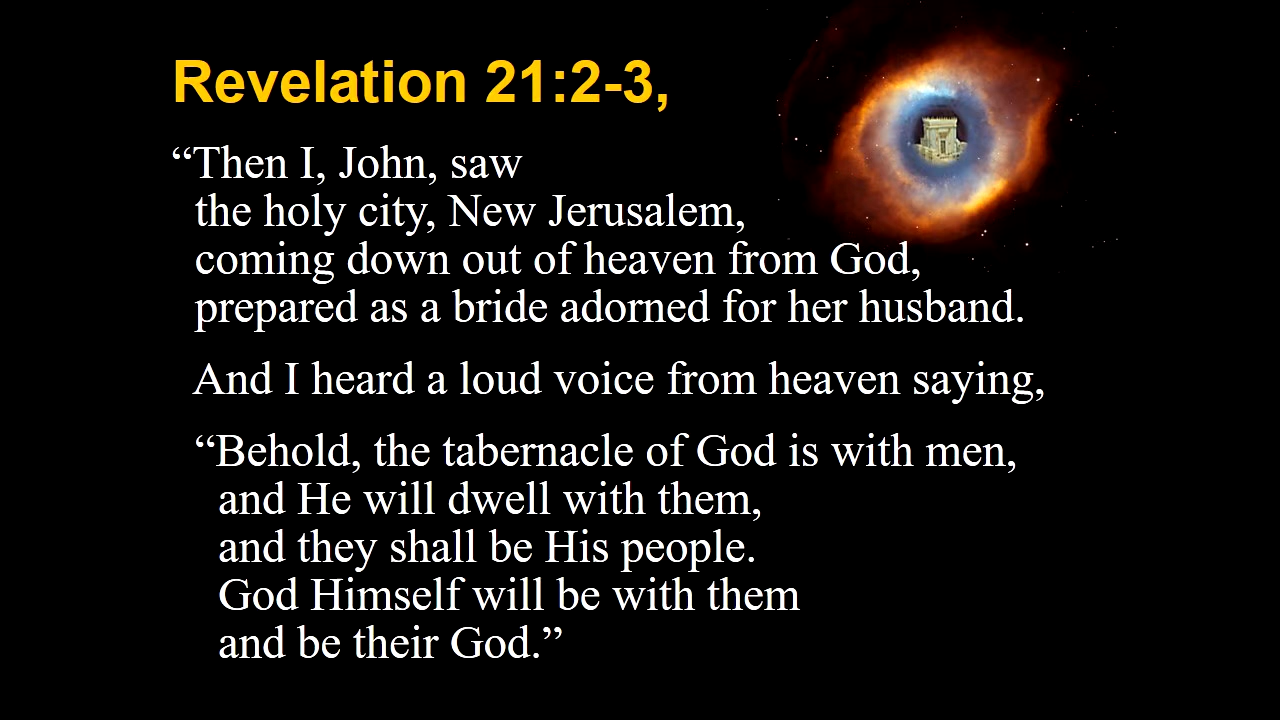 Revelation 21:2-3,
“Then I, John, saw
the holy city, New Jerusalem,
coming down out of heaven from God,
prepared as a bride adorned for her husband.
And I heard a loud voice from heaven saying,
“Behold, the tabernacle of God is with men,
and He will dwell with them,
and they shall be His people.
God Himself will be with them
and be their God.”